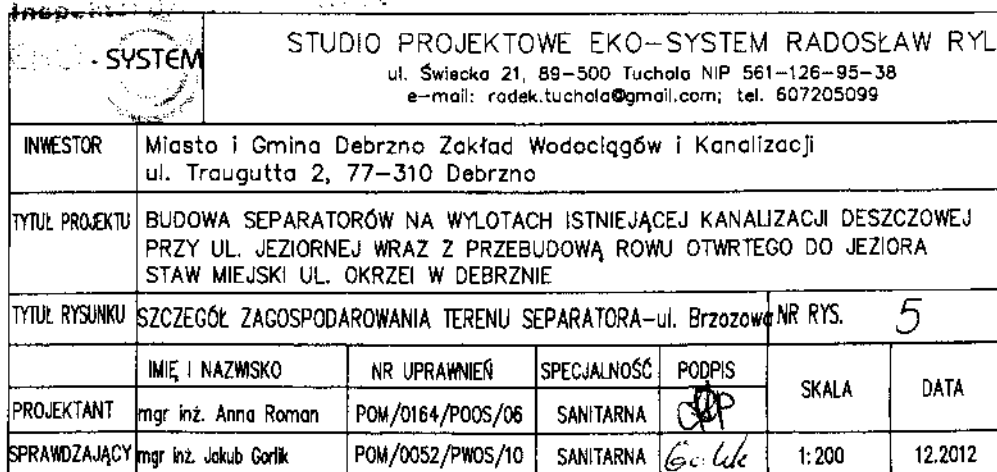 SYSTEM
STUDIO PROJEKTOWE EKO-SYSTEM RADOSŁAW RYL
ul. Świecka 21, 89-500 Tuchola NIP 561-126-95-38
e-mail: radek.tuchola@gmail.com; tel. 607205099
INWESTOR Miasto i Gmina Debrzno Zakład Wodociągów i Kanalizacji
ul. Traugutta 2, 77-310 Debrzno
TYTUŁ PROJEKTU BUDOWA SEPARATORÓW NA WYLOTACH ISTNIEJĄCEJ KANALIZACJI DESZCZOWEJ
PRZY UL. JEZIORNEJ WRAZ Z PRZEBUDOWĄ ROWU OTWRTEGO DO JEZIORA
STAW MIEJSKI UL. OKRZEI W DEBRZNIE
TYTUŁ RYSUNKU SZCZEGÓŁ ZAGOSPODAROWANIA TERENU SEPARATORA-ul. Brzozowa NR RYS. 5
IMIĘ I NAZWISKO NR UPRAWNIEŃ SPECJALNOŚĆ PODPIS SKALA DATA
PROJEKTANT mgr inż. Anna Roman POM/0164/POOS/06 SANITARNA
SPRAWDZAJĄCY mgr inż. Jakub Gorlik POM/0052/PWOS/10 SANITARNA 1:200 12.2012